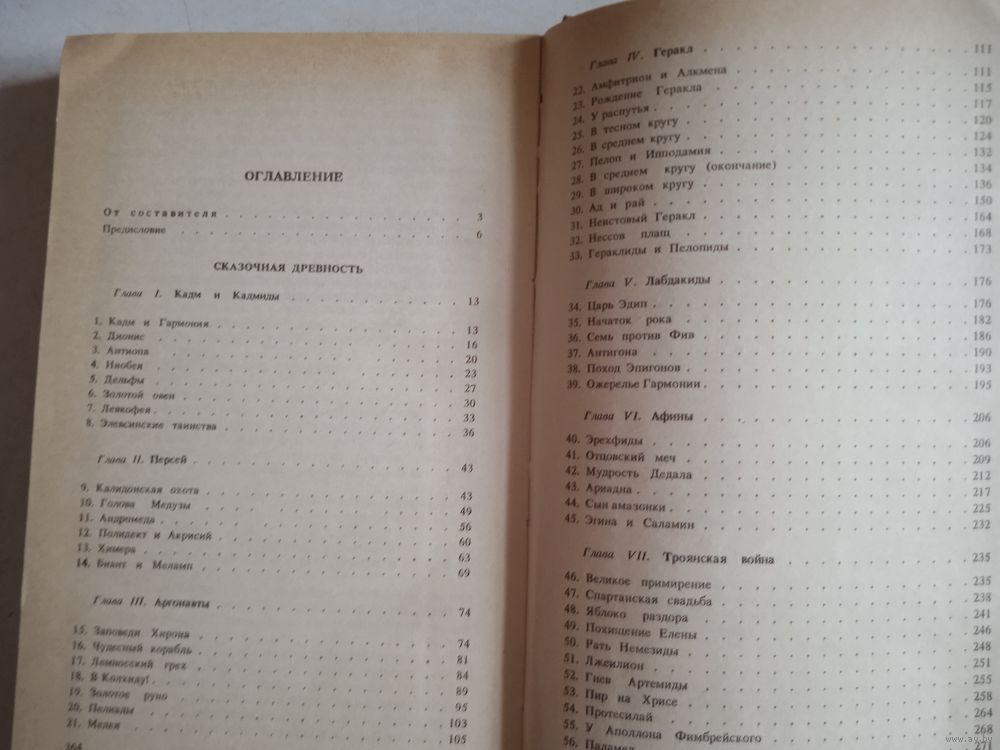 ОГЛАВЛЕНИЕ
От составителя . . . . . . . . . . . . . . . . 3
Предисловие . . . . . . . . . . . . . . . . 6
СКАЗОЧНАЯ ДРЕВНОСТЬ
Глава I. Кадм и Кадмиды . . . . . . . . . . . . 13
1. Кадм и Гармония . . . . . . . . . . . . 13
2. Дионис . . . . . . . . . . . . 16
3. Антиопа . . . . . . . . . . . . 20
4. Ниобея . . . . . . . . . . . . 23
5. Дельфы . . . . . . . . . . . . 27
6. Золотой овен . . . . . . . . . . . . 30
7. Левкофея . . . . . . . . . . . . 33
8. Элевсинские таинства . . . . . . . . . . . . 36
Глава II. Персей . . . . . . . . . . . . 43
9. Калидонская охота . . . . . . . . . . . . 43
10. Голова Медузы . . . . . . . . . . . . 49
11. Андромеда . . . . . . . . . . . . 56
12. Полидект и Акрисий . . . . . . . . . . . . 60
13. Химера . . . . . . . . . . . . 63
14. Биант и Меламп . . . . . . . . . . . . 69
Глава III. Аргонавты . . . . . . . . . . . . 74
15. Заповеди Хирона . . . . . . . . . . . . 74
16. Чудесный корабль . . . . . . . . . . . . 81
17. Лемносский грех . . . . . . . . . . . . 84
18. В Колхиду! . . . . . . . . . . . . 89
19. Золотое руно . . . . . . . . . . . . 95
20. Пелиады . . . . . . . . . . . . 103
21. Медея . . . . . . . . . . . . 105
364
Глава IV. Геракл . . . . . . . . . . . . 111
22. Амфитрион и Алкмена . . . . . . . . . . . . 111
23. Рождение Геракла . . . . . . . . . . . . 115
24. У распутья . . . . . . . . . . . . 117
25. В тесном кругу . . . . . . . . . . . . 120
26. В среднем кругу . . . . . . . . . . . . 124
27. Пелоп и Ипподамия . . . . . . . . . . . . 132
28. В среднем кругу (окончание) . . . . . . . . . . . . 134
29. В широком кругу . . . . . . . . . . . . 136
30. Ад и рай . . . . . . . . . . . . 150
31. Неистовый Геракл . . . . . . . . . . . . 164
32. Нессов плащ . . . . . . . . . . . . 168
33. Гераклиды и Пелопиды . . . . . . . . . . . . 173
Глава V. Лабдакиды . . . . . . . . . . . . 176
34. Царь Эдип . . . . . . . . . . . . 176
35. Начаток рока . . . . . . . . . . . . 182
36. Семь против Фив . . . . . . . . . . . . 186
37. Антигона . . . . . . . . . . . . 190
38. Поход Эпигонов . . . . . . . . . . . . 193
39. Ожерелье Гармонии . . . . . . . . . . . . 195
Глава VI. Афины . . . . . . . . . . . . 206
40. Эрехфиды . . . . . . . . . . . . 206
41. Отцовский меч . . . . . . . . . . . . 209
42. Мудрость Дедала . . . . . . . . . . . . 212
43. Ариадна . . . . . . . . . . . . 217
44. Сын амазонки . . . . . . . . . . . . 225
45. Эгина и Саламин . . . . . . . . . . . . 232
Глава VII. Троянская война . . . . . . . . . . . . 235
46. Великое примирение . . . . . . . . . . . . 235
47. Спартанская свадьба . . . . . . . . . . . . 238
48. Яблоко раздора . . . . . . . . . . . . 241
49. Похищение Елены . . . . . . . . . . . . 246
50. Рать Немезиды . . . . . . . . . . . . 248
51. Лжеилион . . . . . . . . . . . . 251
52. Гнев Артемиды . . . . . . . . . . . . 255
53. Пир на Хрисе . . . . . . . . . . . . 258
54. Протесилай . . . . . . . . . . . . 264
55. У Аполлона Фимбрейского . . . . . . . . . . . . 268
56.
www.ay.by